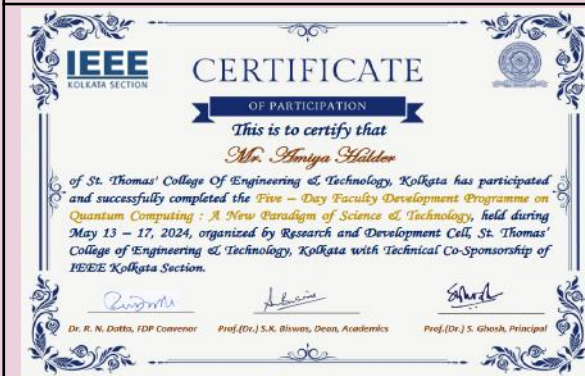 IEEE
KOLKATA SECTION
CERTIFICATE
OF PARTICIPATION
This is to certify that
Mr. Amiya Halder
of St. Thomas' College Of Engineering & Technology, Kolkata has participated
and successfully completed the Five – Day Faculty Development Programme on
Quantum Computing : A New Paradigm of Science & Technology, held during
May 13 – 17, 2024, organized by Research and Development Cell, St. Thomas'
College of Engineering & Technology, Kolkata with Technical Co-Sponsorship of
IEEE Kolkata Section.
Dr. R. N. Datta, FDP Convenor Prof.(Dr.) S.K. Biswas, Dean, Academics Prof.(Dr.) S. Ghosh, Principal